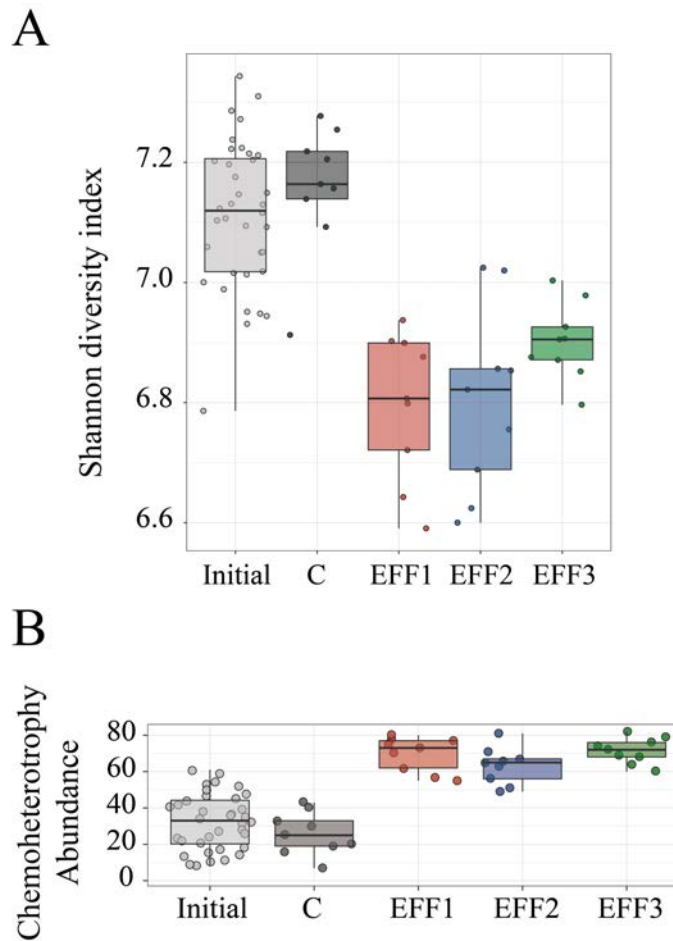 A
Shannon diversity index
7.2
7.0
6.8
6.6
Initial C EFF1 EFF2 EFF3
B
Chemoheterotrophy
Abundance
80
60
40
20
0
Initial C EFF1 EFF2 EFF3